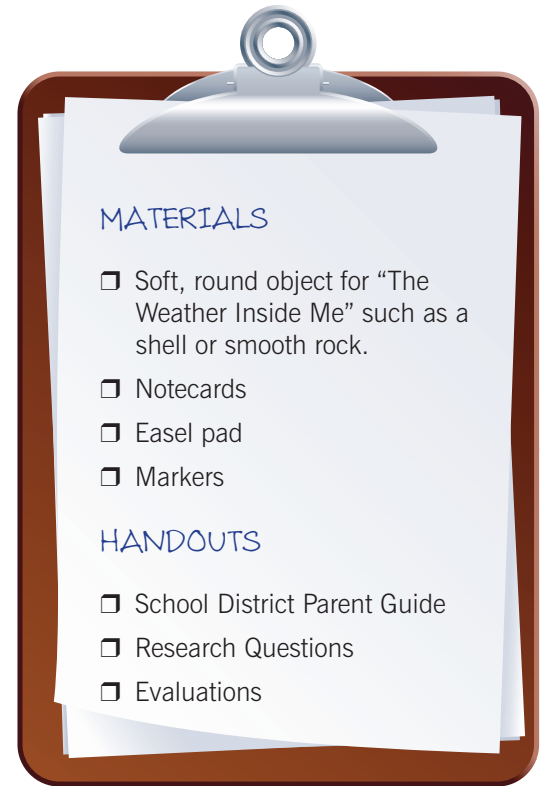 MATERIALS
❒ Soft, round object for “The
Weather Inside Me” such as a
shell or smooth rock.
❒ Notecards
❒ Easel pad
❒ Markers
HANDOUTS
❒ School District Parent Guide
❒ Research Questions
❒ Evaluations